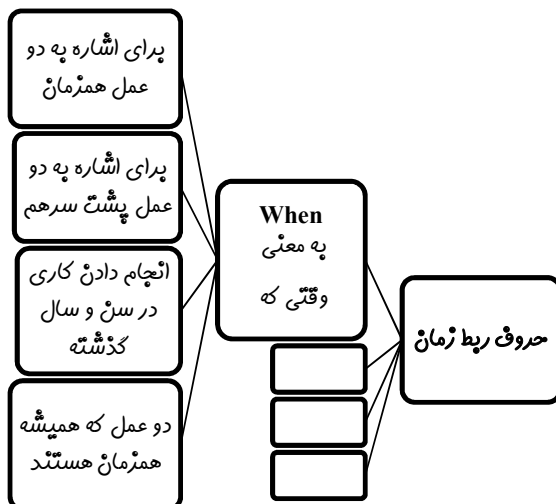 حروف ربط زمان
When
به معنی
وقتی که
برای اشاره به دو
عمل همزمان
برای اشاره به دو
عمل پشت سرهم
انجام دادن کاری
در سن و سال
گذشته
دو عمل که همیشه
همزمان هستند